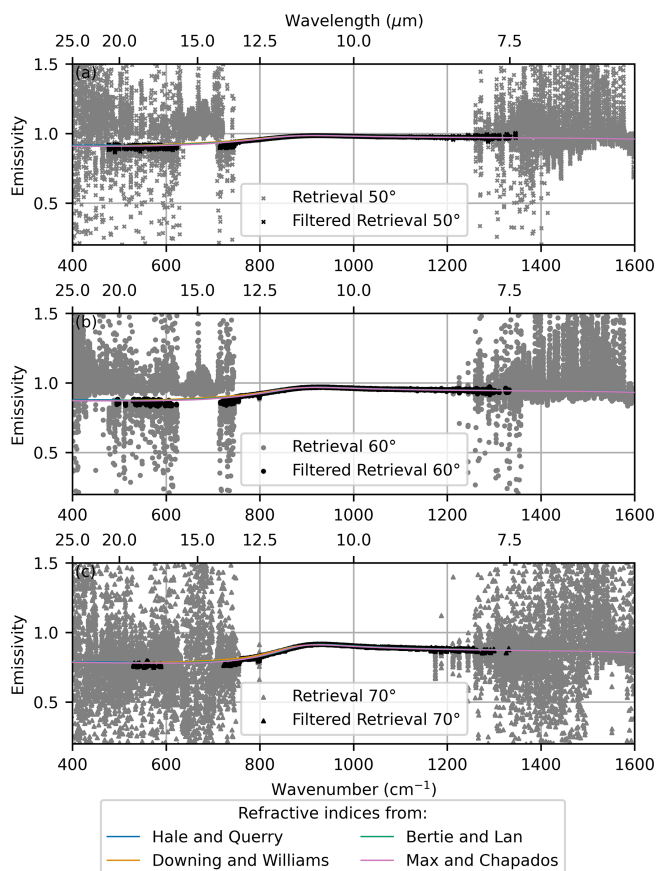 Wavelength (μm)
25.0 20.0 15.0 12.5 10.0 7.5
1.5
(a)
1.0
Emissivity
0.5
Retrieval 50°
Filtered Retrieval 50°
400 600 800 1000 1200 1400 1600
25.0 20.0 15.0 12.5 10.0 7.5
1.5
(b)
1.0
Emissivity
0.5
Retrieval 60°
Filtered Retrieval 60°
400 600 800 1000 1200 1400 1600
25.0 20.0 15.0 12.5 10.0 7.5
1.5
(c)
1.0
Emissivity
0.5
Retrieval 70°
Filtered Retrieval 70°
400 600 800 1000 1200 1400 1600
Wavenumber (cm⁻¹)
Refractive indices from:
Hale and Querry Bertie and Lan
Downing and Williams Max and Chapados